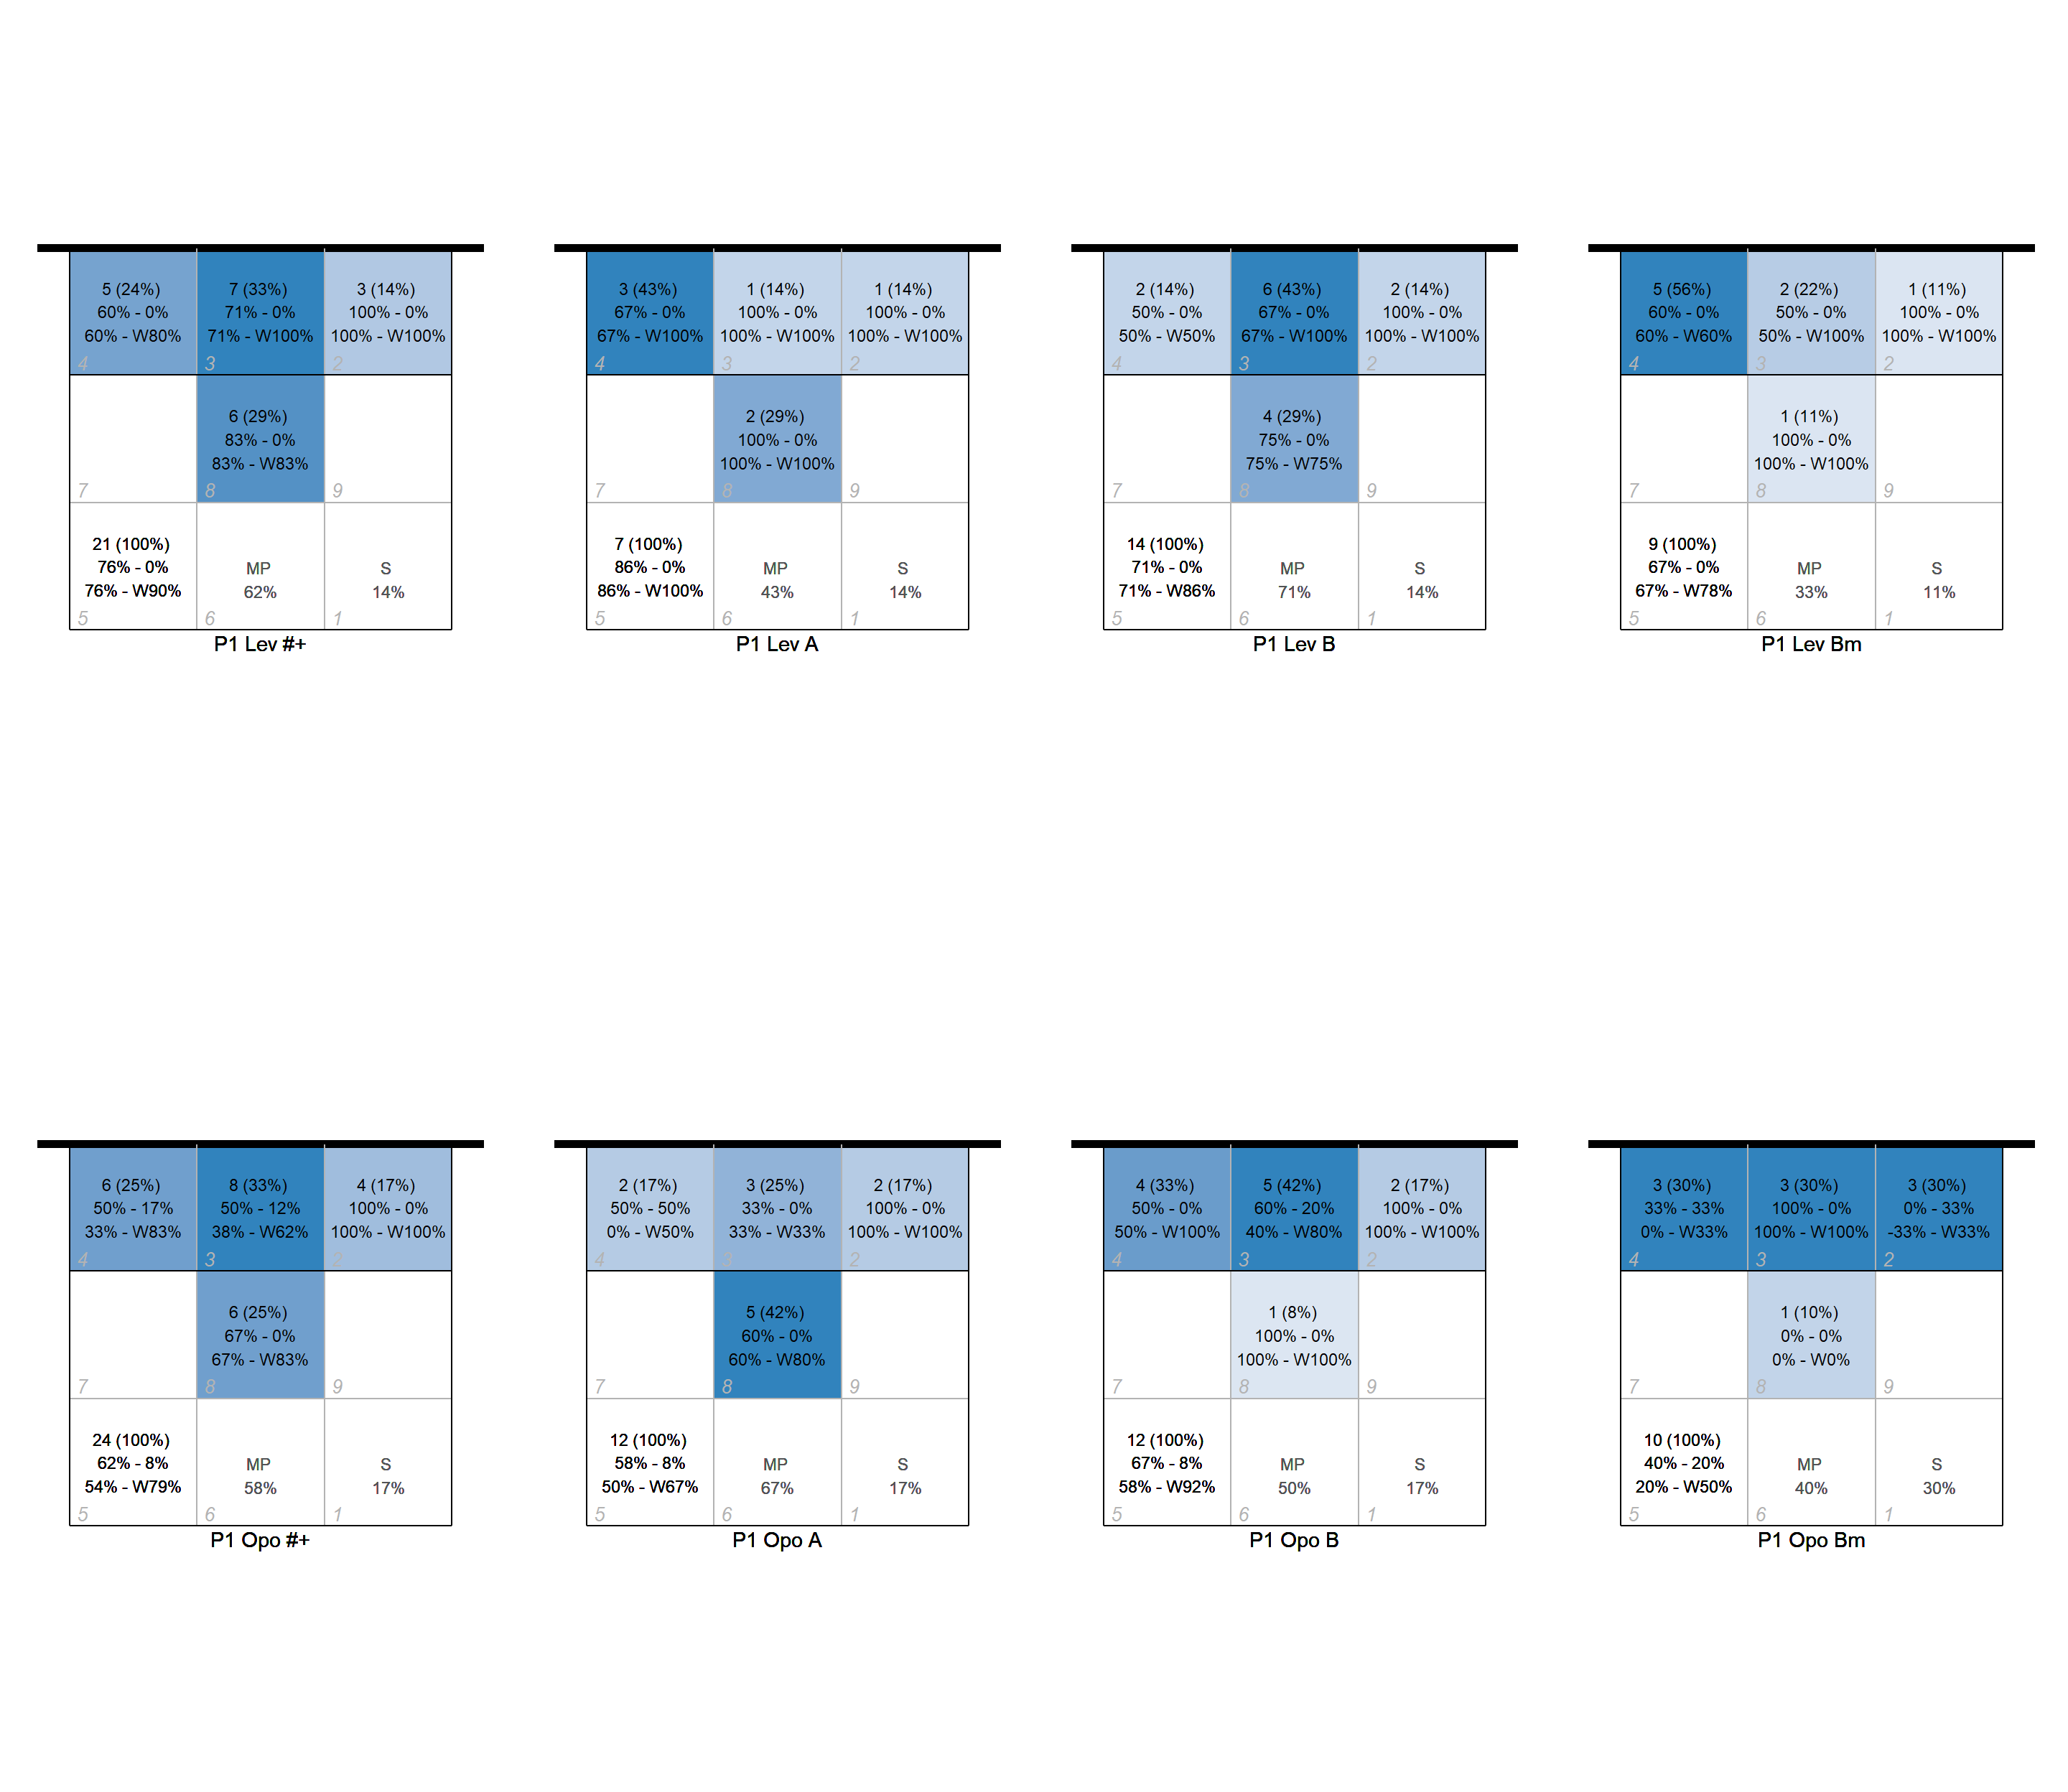 5 (24%)
60% - 0%
60% - W80%
4
7 (33%)
71% - 0%
71% - W100%
3
3 (14%)
100% - 0%
100% - W100%
2
7
6 (29%)
83% - 0%
83% - W83%
8
9
21 (100%)
76% - 0%
76% - W90%
5
MP
62%
6
S
14%
1
P1 Lev #+
3 (43%)
67% - 0%
67% - W100%
4
1 (14%)
100% - 0%
100% - W100%
3
1 (14%)
100% - 0%
100% - W100%
2
7
2 (29%)
100% - 0%
100% - W100%
8
9
7 (100%)
86% - 0%
86% - W100%
5
MP
43%
6
S
14%
1
P1 Lev A
2 (14%)
50% - 0%
50% - W50%
4
6 (43%)
67% - 0%
67% - W100%
3
2 (14%)
100% - 0%
100% - W100%
2
7
4 (29%)
75% - 0%
75% - W75%
8
9
14 (100%)
71% - 0%
71% - W86%
5
MP
71%
6
S
14%
1
P1 Lev B
5 (56%)
60% - 0%
60% - W60%
4
2 (22%)
50% - 0%
50% - W100%
3
1 (11%)
100% - 0%
100% - W100%
2
7
1 (11%)
100% - 0%
100% - W100%
8
9
9 (100%)
67% - 0%
67% - W78%
5
MP
33%
6
S
11%
1
P1 Lev Bm
6 (25%)
50% - 17%
33% - W83%
4
8 (33%)
50% - 12%
38% - W62%
3
4 (17%)
100% - 0%
100% - W100%
2
7
6 (25%)
67% - 0%
67% - W83%
8
9
24 (100%)
62% - 8%
54% - W79%
5
MP
58%
6
S
17%
1
P1 Opo #+
2 (17%)
50% - 50%
0% - W50%
4
3 (25%)
33% - 0%
33% - W33%
3
2 (17%)
100% - 0%
100% - W100%
2
7
5 (42%)
60% - 0%
60% - W80%
8
9
12 (100%)
58% - 8%
50% - W67%
5
MP
67%
6
S
17%
1
P1 Opo A
4 (33%)
50% - 0%
50% - W100%
4
5 (42%)
60% - 20%
40% - W80%
3
2 (17%)
100% - 0%
100% - W100%
2
7
1 (8%)
100% - 0%
100% - W100%
8
9
12 (100%)
67% - 8%
58% - W92%
5
MP
50%
6
S
17%
1
P1 Opo B
3 (30%)
33% - 33%
0% - W33%
4
3 (30%)
100% - 0%
100% - W100%
3
3 (30%)
0% - 33%
-33% - W33%
2
7
1 (10%)
0% - 0%
0% - W0%
8
9
10 (100%)
40% - 20%
20% - W50%
5
MP
40%
6
S
30%
1
P1 Opo Bm